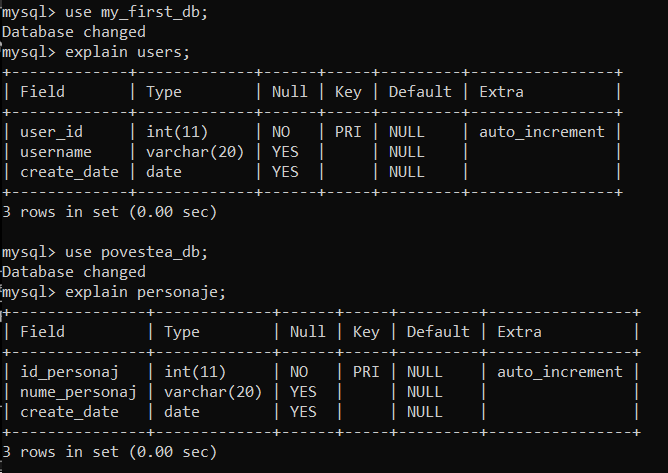 mysql> use my_first_db;
Database changed
mysql> explain users;
+-------------+-------------+------+-----+---------+----------------+
| Field       | Type        | Null | Key | Default | Extra          |
+-------------+-------------+------+-----+---------+----------------+
| user_id     | int(11)     | NO   | PRI | NULL    | auto_increment |
| username    | varchar(20) | YES  |     | NULL    |                |
| create_date | date        | YES  |     | NULL    |                |
+-------------+-------------+------+-----+---------+----------------+
3 rows in set (0.00 sec)

mysql> use povestea_db;
Database changed
mysql> explain personaje;
+---------------+-------------+------+-----+---------+----------------+
| Field         | Type        | Null | Key | Default | Extra          |
+---------------+-------------+------+-----+---------+----------------+
| id_personaj   | int(11)     | NO   | PRI | NULL    | auto_increment |
| nume_personaj | varchar(20) | YES  |     | NULL    |                |
| create_date   | date        | YES  |     | NULL    |                |
+---------------+-------------+------+-----+---------+----------------+
3 rows in set (0.00 sec)